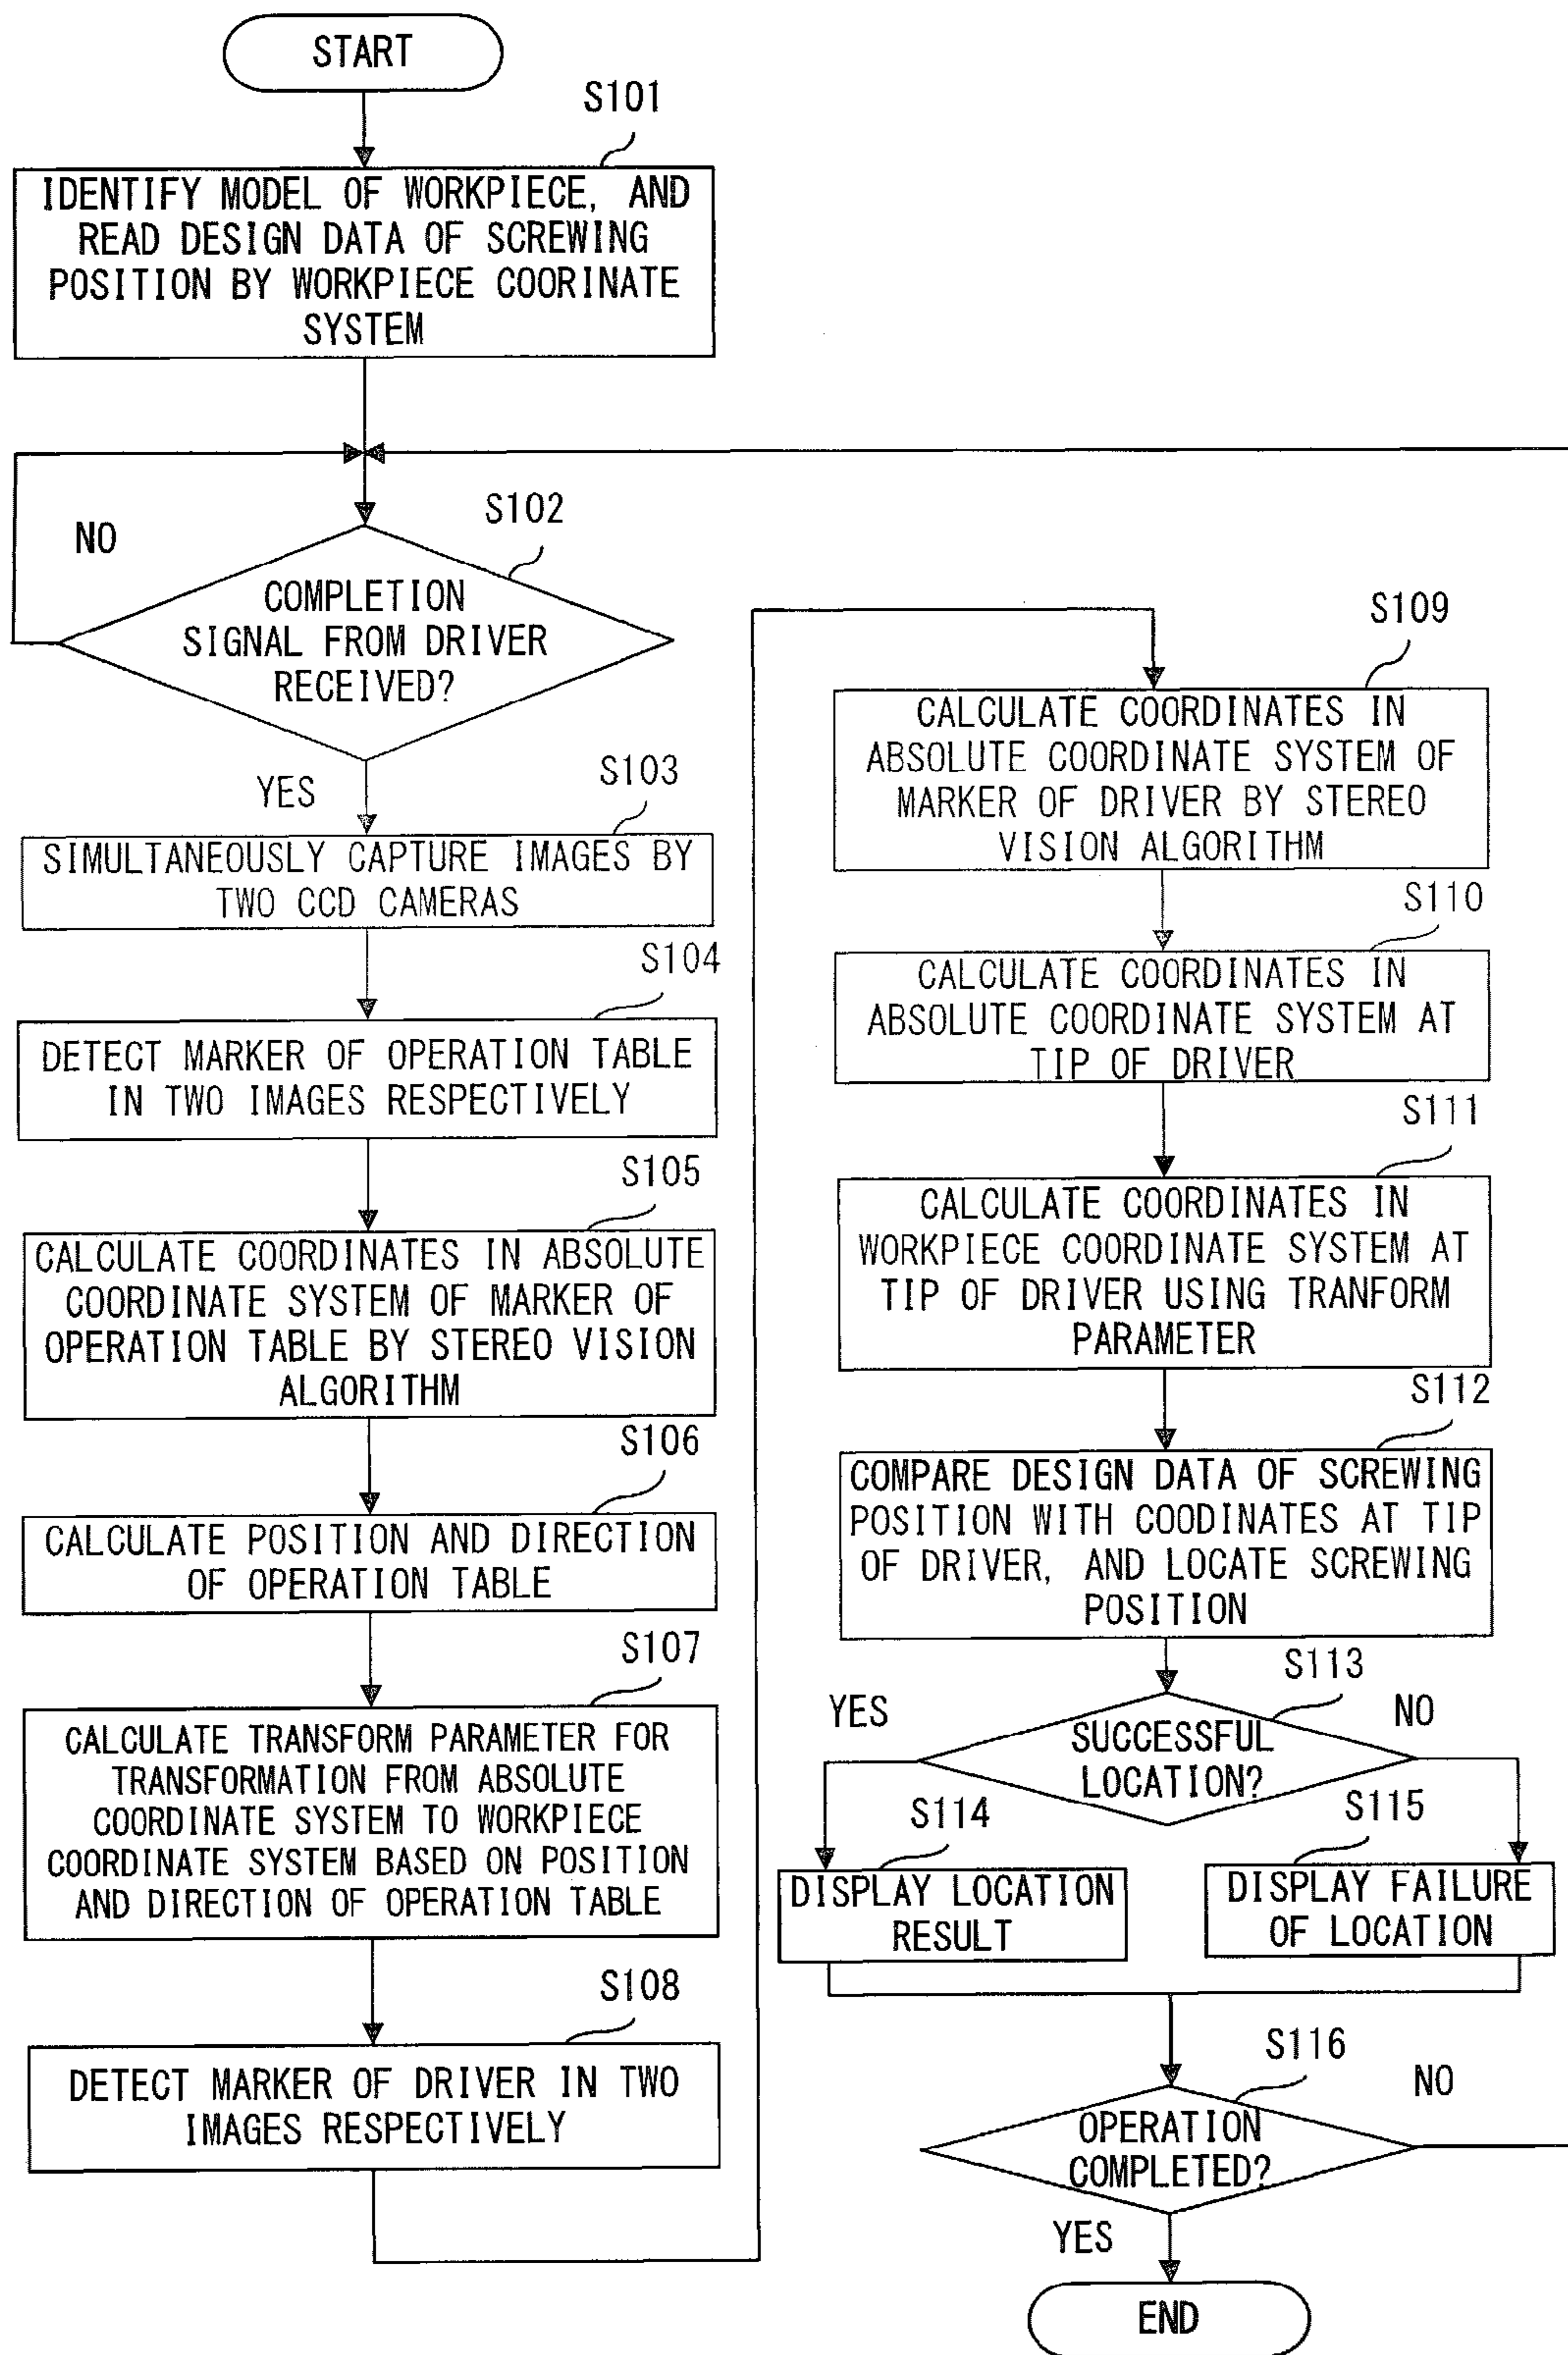 START
S101
IDENTIFY MODEL OF WORKPIECE, AND
READ DESIGN DATA OF SCREWING
POSITION BY WORKPIECE COORINATE
SYSTEM
NO
S102
COMPLETION
SIGNAL FROM DRIVER
RECEIVED?
YES
S103
SIMULTANEOUSLY CAPTURE IMAGES BY
TWO CCD CAMERAS
S104
DETECT MARKER OF OPERATION TABLE
IN TWO IMAGES RESPECTIVELY
S105
CALCULATE COORDINATES IN ABSOLUTE
COORDINATE SYSTEM OF MARKER OF
OPERATION TABLE BY STEREO VISION
ALGORITHM
S106
CALCULATE POSITION AND DIRECTION
OF OPERATION TABLE
S107
CALCULATE TRANSFORM PARAMETER FOR
TRANSFORMATION FROM ABSOLUTE
COORDINATE SYSTEM TO WORKPIECE
COORDINATE SYSTEM BASED ON POSITION
AND DIRECTION OF OPERATION TABLE
S108
DETECT MARKER OF DRIVER IN TWO
IMAGES RESPECTIVELY
S109
CALCULATE COORDINATES IN
ABSOLUTE COORDINATE SYSTEM OF
MARKER OF DRIVER BY STEREO
VISION ALGORITHM
S110
CALCULATE COORDINATES IN
ABSOLUTE COORDINATE SYSTEM AT
TIP OF DRIVER
S111
CALCULATE COORDINATES IN
WORKPIECE COORDINATE SYSTEM AT
TIP OF DRIVER USING TRANFORM
PARAMETER
S112
COMPARE DESIGN DATA OF SCREWING
POSITION WITH COODINATES AT TIP
OF DRIVER, AND LOCATE SCREWING
POSITION
S113
YES
NO
SUCCESSFUL
LOCATION?
S114
DISPLAY LOCATION
RESULT
S115
DISPLAY FAILURE
OF LOCATION
S116
NO
OPERATION
COMPLETED?
YES
END